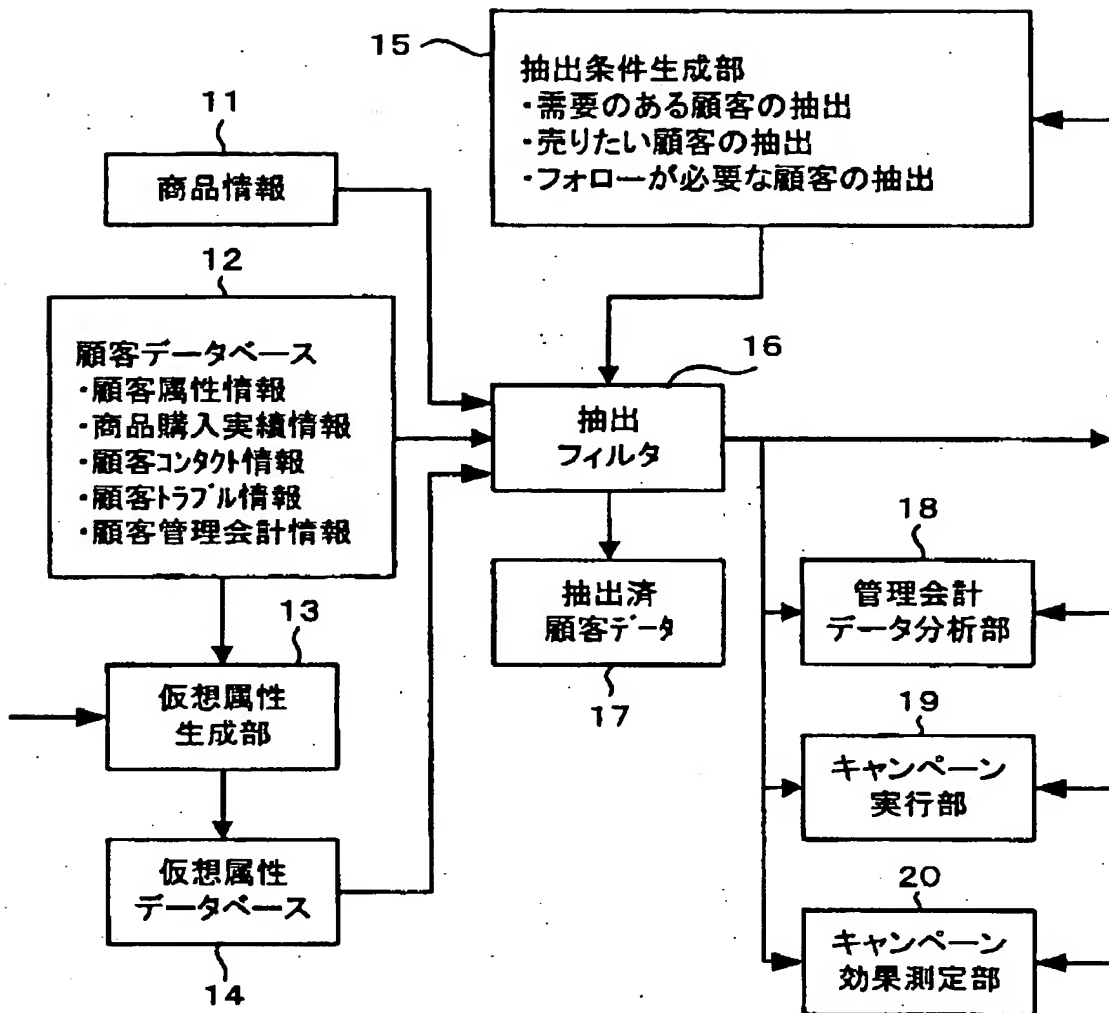 15
抽出条件生成部
・需要のある顧客の抽出
・売りたい顧客の抽出
・フォローが必要な顧客の抽出
11
商品情報
12
顧客データベース
・顧客属性情報
・商品購入実績情報
・顧客コンタクト情報
・顧客トラブル情報
・顧客管理会計情報
16
抽出
フィルタ
13
仮想属性
生成部
抽出済
顧客データ
17
18
管理会計
データ分析部
19
キャンペーン
実行部
仮想属性
データベース
14
20
キャンペーン
効果測定部